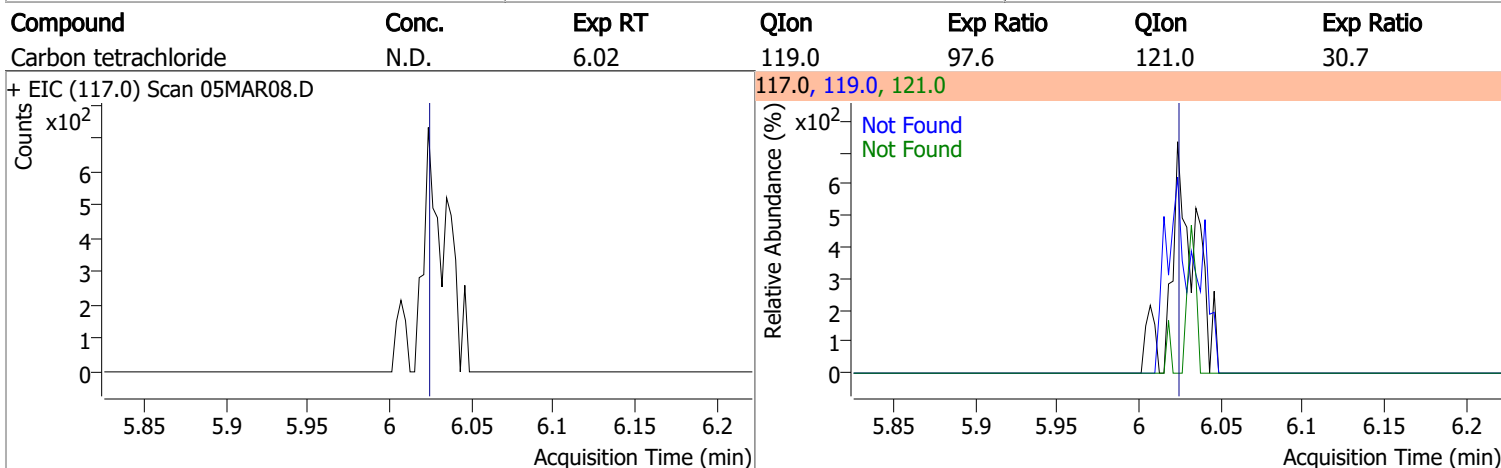 Compound Conc. Exp RT QIon Exp Ratio QIon Exp Ratio
Carbon tetrachloride N.D. 6.02 119.0 97.6 121.0 30.7
+ EIC (117.0) Scan 05MAR08.D
Counts
x10²
6
5
4
3
2
1
0
5.85 5.9 5.95 6 6.05 6.1 6.15 6.2
Acquisition Time (min)
117.0, 119.0, 121.0
Relative Abundance (%)
x10²
Not Found
Not Found
6
5
4
3
2
1
0
5.85 5.9 5.95 6 6.05 6.1 6.15 6.2
Acquisition Time (min)